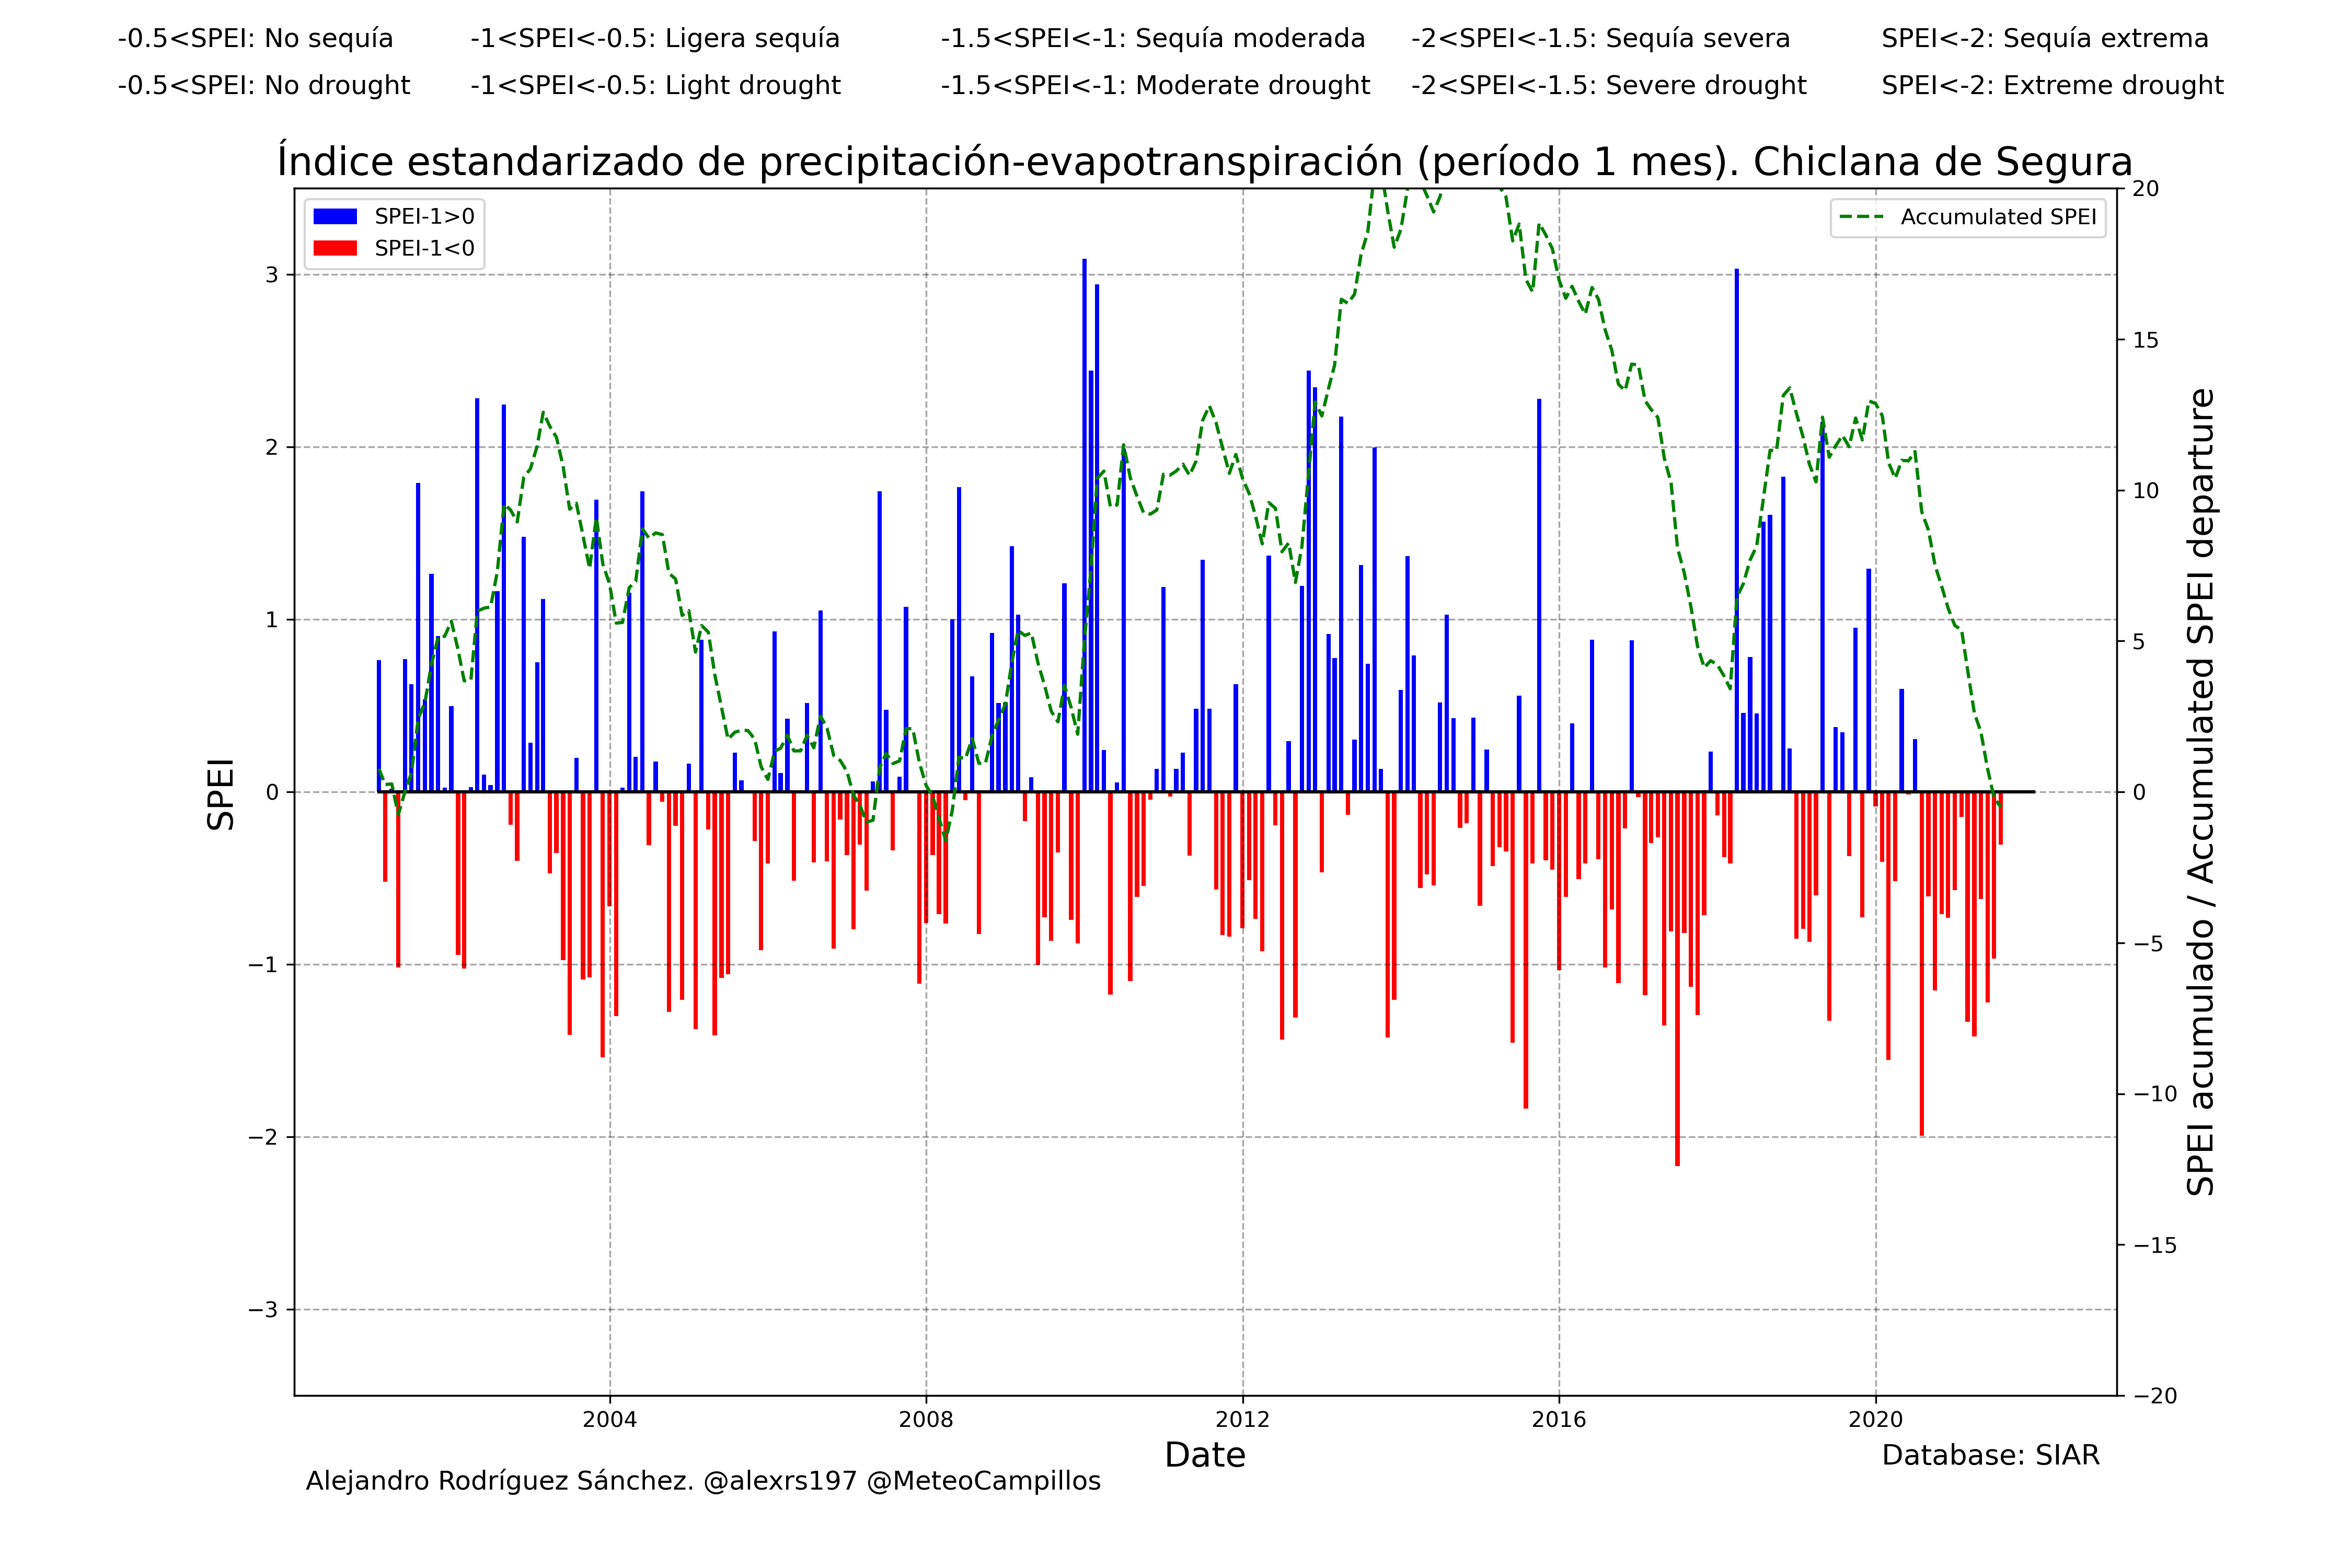 -0.5<SPEI: No sequía -1<SPEI<-0.5: Ligera sequía -1.5<SPEI<-1: Sequía moderada -2<SPEI<-1.5: Sequía severa SPEI<-2: Sequía extrema
-0.5<SPEI: No drought -1<SPEI<-0.5: Light drought -1.5<SPEI<-1: Moderate drought -2<SPEI<-1.5: Severe drought SPEI<-2: Extreme drought
Índice estandarizado de precipitación-evapotranspiración (período 1 mes). Chiclana de Segura
SPEI-1>0
SPEI-1<0
Accumulated SPEI
SPEI
3
2
1
0
−1
−2
−3
20
15
10
5
0
−5
−10
−15
−20
SPEI acumulado / Accumulated SPEI departure
2004 2008 2012 2016 2020
Date
Database: SIAR
Alejandro Rodríguez Sánchez. @alexrs197 @MeteoCampillos